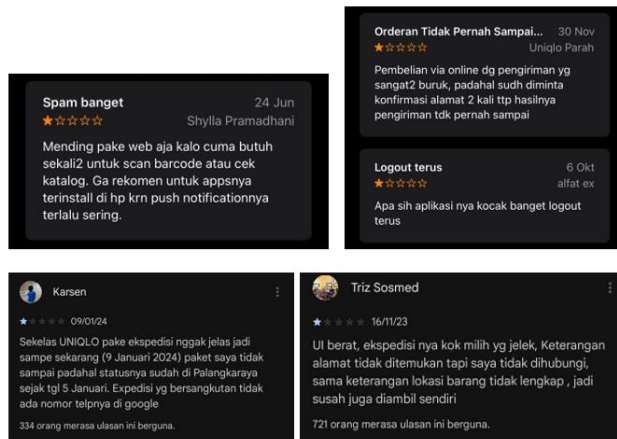 Spam banget 24 Jun
Shylla Pramadhani
Mending pake web aja kalo cuma butuh
sekali2 untuk scan barcode atau cek
katalog. Ga rekomen untuk appsnya
terinstall di hp krn push notificationnya
terlalu sering.
Orderan Tidak Pernah Sampai... 30 Nov
Uniqlo Parah
Pembelian via online dg pengiriman yg
sangat2 buruk, padahal sudh diminta
konfirmasi alamat 2 kali ttp hasilnya
pengiriman tdk pernah sampai
Logout terus 6 Okt
alfat ex
Apa sih aplikasi nya kocak banget logout
terus
Karsen
09/01/24
Sekelas UNIQLO pake ekspedisi nggak jelas jadi
sampe sekarang (9 Januari 2024) paket saya tidak
sampai padahal statusnya sudah di Palangkaraya
sejak tgl 5 Januari. Expedisi yg bersangkutan tidak
ada nomor telpnya di google
334 orang merasa ulasan ini berguna.
Triz Sosmed
16/11/23
UI berat, ekspedisi nya kok milih yg jelek, Keterangan
alamat tidak ditemukan tapi saya tidak dihubungi,
sama keterangan lokasi barang tidak lengkap , jadi
susah juga diambil sendiri
721 orang merasa ulasan ini berguna.